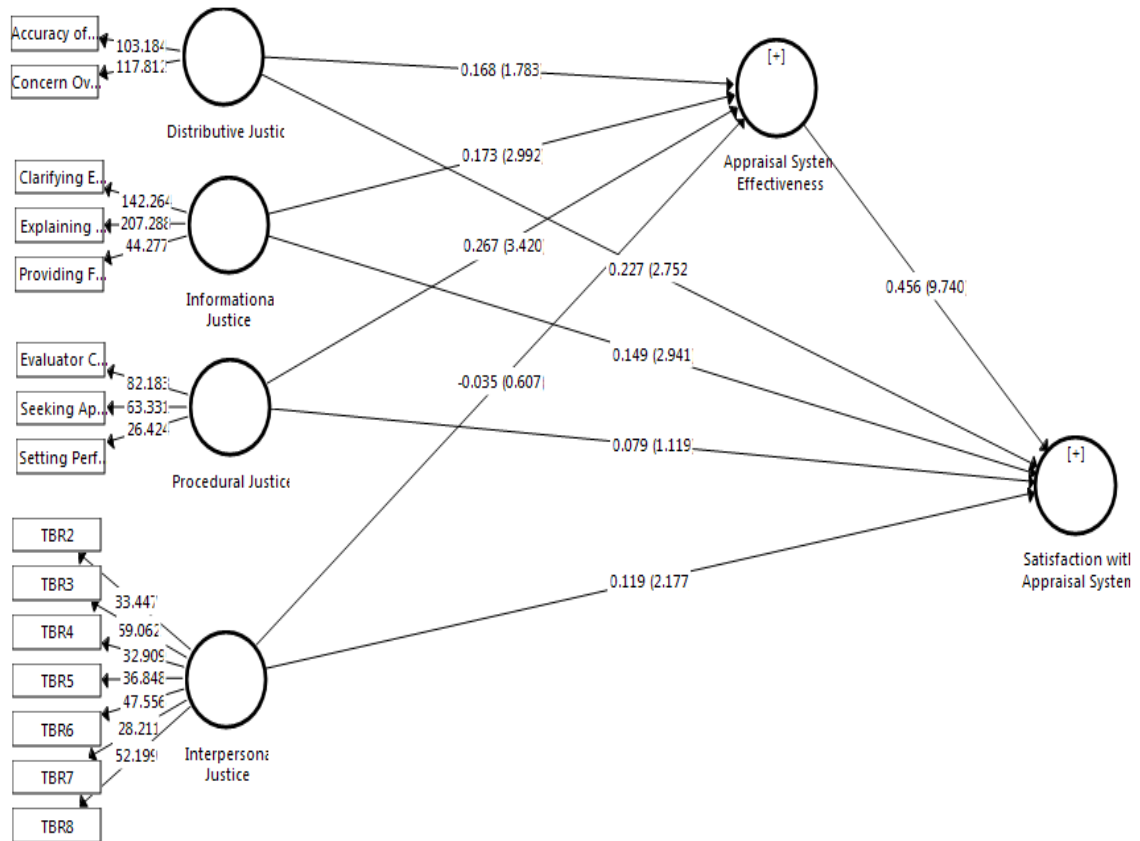 Accuracy of...
103.184
Concern Ov...
117.812
Distributive Justic
Clarifying E...
142.264
Explaining ...
207.288
Providing F...
44.277
Informationa
Justice
Evaluator C...
82.183
Seeking Ap...
63.331
Setting Perf...
26.424
Procedural Justice
TBR2
33.447
TBR3
59.062
TBR4
32.909
TBR5
36.848
TBR6
47.556
TBR7
28.211
TBR8
52.199
Interpersona
Justice
0.168 (1.783)
0.173 (2.992)
0.267 (3.420)
-0.035 (0.607)
0.227 (2.752
0.149 (2.941)
0.079 (1.119)
0.119 (2.177
[+]
Appraisal System
Effectiveness
0.456 (9.740)
[+]
Satisfaction with
Appraisal System